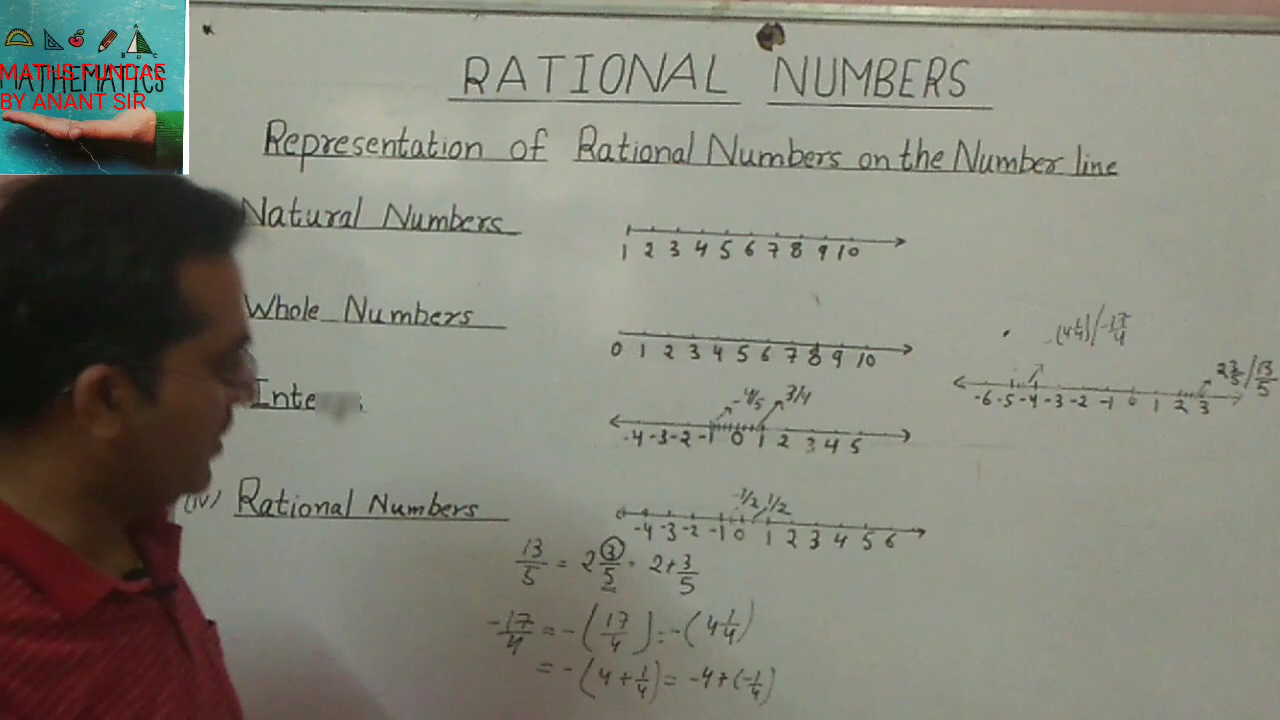 MATHS FUNDAE
MATHEMATICS
BY ANANT SIR
RATIONAL NUMBERS
Representation of Rational Numbers on the Number line
Natural Numbers
1 2 3 4 5 6 7 8 9 10
Whole Numbers
0 1 2 3 4 5 6 7 8 9 10
-(4 1/4)/-17/4
2 3/5/13/5
-6 -5 -4 -3 -2 -1 0 1 2 3
Inte
-4/5 3/4
-4 -3 -2 -1 0 1 2 3 4 5
(iv) Rational Numbers
-1/2 1/2
-4 -3 -2 -1 0 1 2 3 4 5 6
13/5 = 2 3/5 = 2+3/5
-17/4 = -(17/4) = -(4 1/4)
= -(4+1/4) = -4+(-1/4)